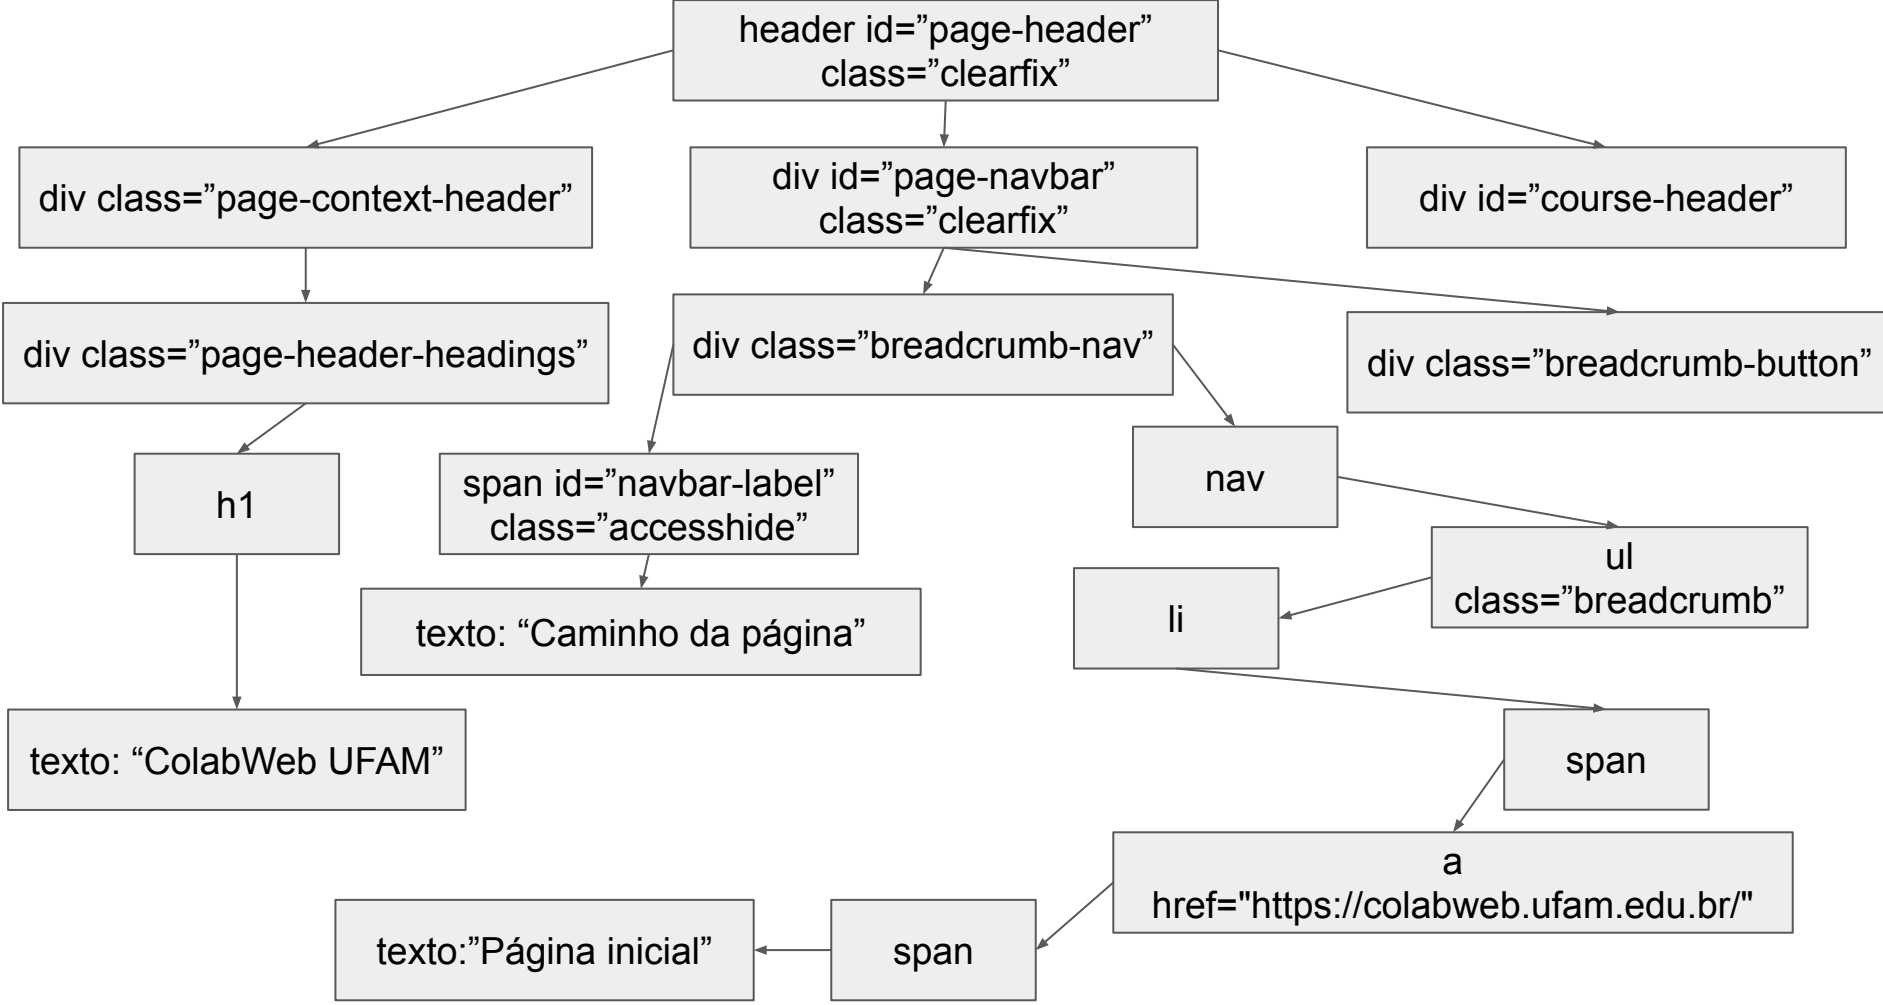 header id=”page-header”
class=”clearfix”
div class=”page-context-header”
div id=”page-navbar”
class=”clearfix”
div id=”course-header”
div class=”page-header-headings”
div class=”breadcrumb-nav”
div class=”breadcrumb-button”
h1
span id=”navbar-label”
class=”accesshide”
nav
ul
class=”breadcrumb”
li
texto: “Caminho da página”
texto: “ColabWeb UFAM”
span
a
href="https://colabweb.ufam.edu.br/"
span
texto:”Página inicial”